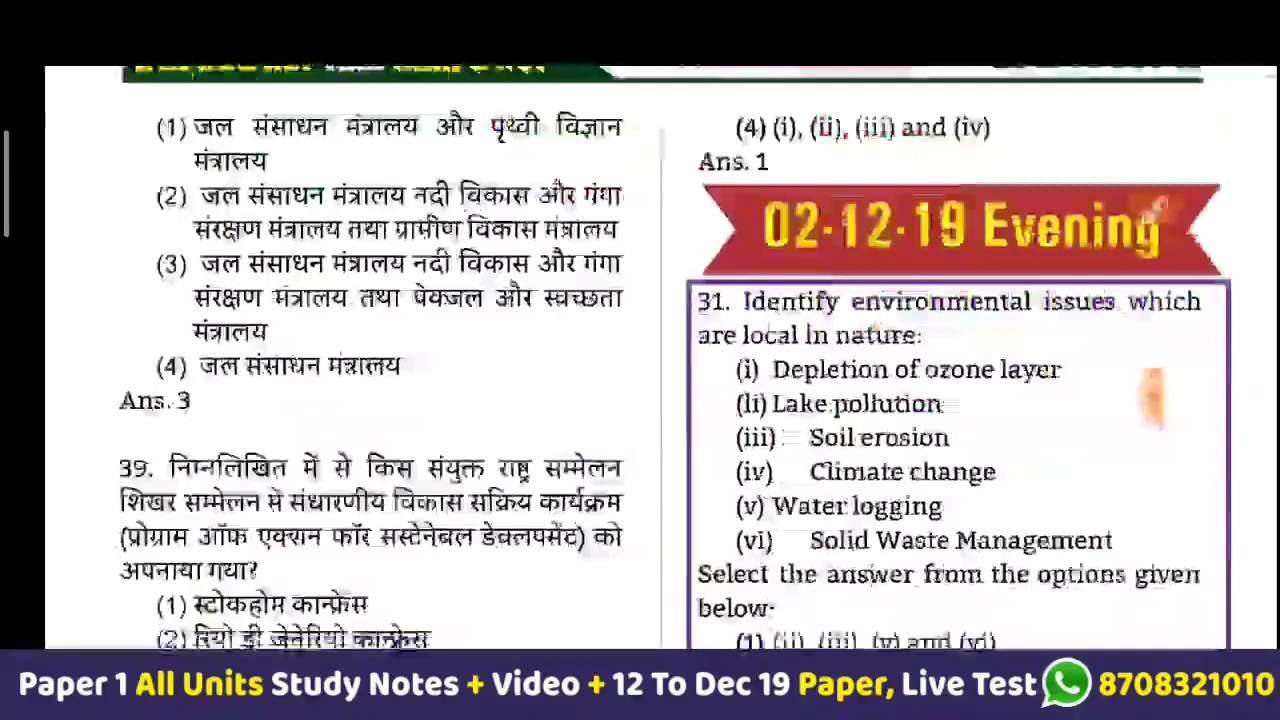 (1) जल संसाधन मंत्रालय और पृथ्वी विज्ञान
मंत्रालय
(2) जल संसाधन मंत्रालय नदी विकास और गंगा
संरक्षण मंत्रालय तथा ग्रामीण विकास मंत्रालय
(3) जल संसाधन मंत्रालय नदी विकास और गंगा
संरक्षण मंत्रालय तथा पेयजल और स्वच्छता
मंत्रालय
(4) जल संसाधन मंत्रालय
Ans. 3
39. निम्नलिखित में से किस संयुक्त राष्ट्र सम्मेलन
शिखर सम्मेलन में संधारणीय विकास सक्रिय कार्यक्रम
(प्रोग्राम ऑफ एक्शन फॉर सस्टेनेबल डेवलपमेंट) को
अपनाया गया?
(1) स्टोकहोम कान्फ्रेंस
(2) रियो डी जेनेरियो कान्फ्रेंस
(4) (i), (ii), (iii) and (iv)
Ans. 1
02-12-19 Evening
31. Identify environmental issues which
are local in nature:
(i) Depletion of ozone layer
(li) Lake pollution
(iii) Soil erosion
(iv) Climate change
(v) Water logging
(vi) Solid Waste Management
Select the answer from the options given
below:
(1) (ii), (iii), (v) and (vi)
Paper 1 All Units Study Notes + Video + 12 To Dec 19 Paper, Live Test 8708321010